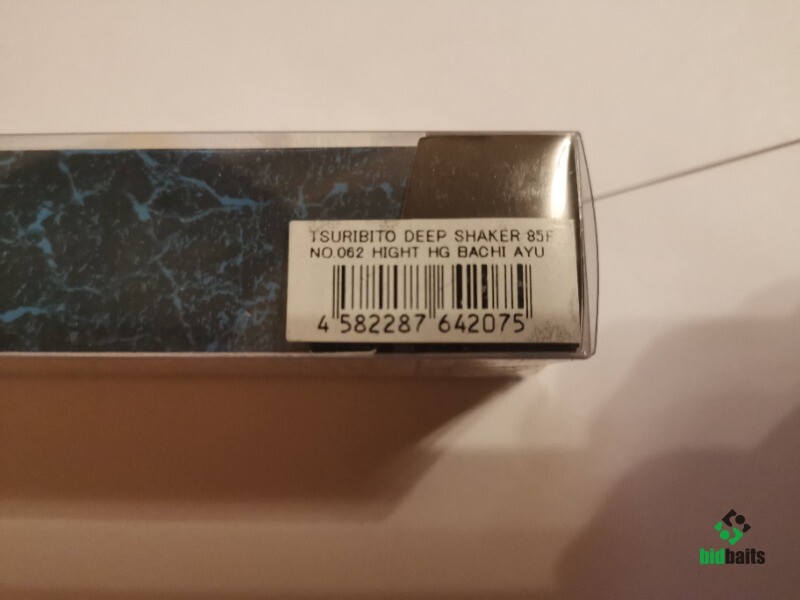 TSURIBITO DEEP SHAKER 85F
NO.062 HIGHT HG BACHI AYU
4 582287 642075
bidbaits